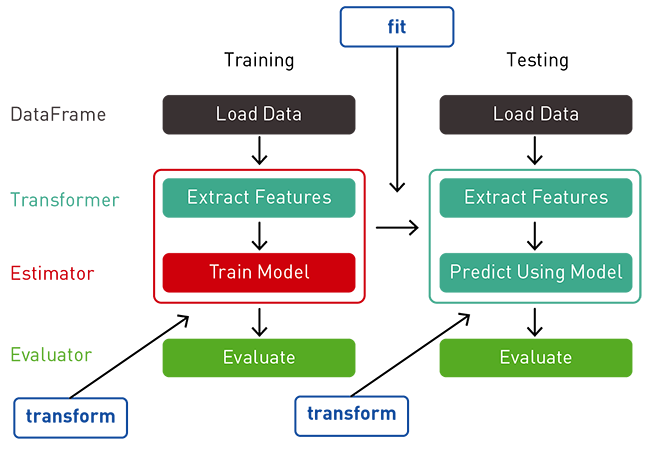 fit
Training
Testing
DataFrame
Load Data
Load Data
Transformer
Extract Features
Extract Features
Estimator
Train Model
Predict Using Model
Evaluator
Evaluate
Evaluate
transform
transform